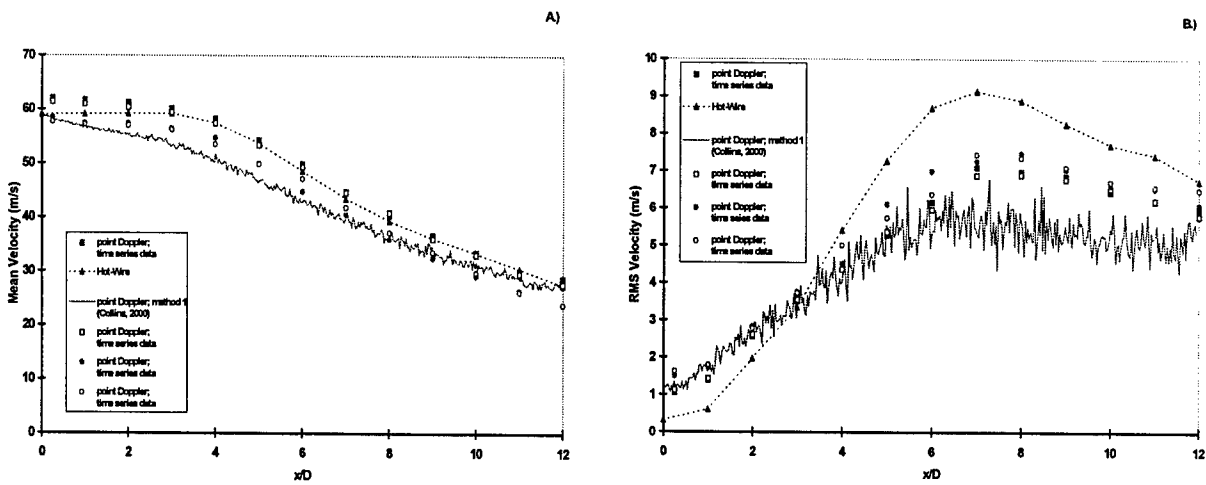 A.)
70
60
50
40
30
20
10
0
Mean Velocity (m/s)
point Doppler;
time series data
Hot-Wire
point Doppler; method 1
(Collins, 2000)
point Doppler;
time series data
point Doppler;
time series data
point Doppler;
time series data
0
2
4
6
8
10
12
x/D
B.)
10
9
8
7
6
5
4
3
2
1
0
RMS Velocity (m/s)
point Doppler;
time series data
Hot-Wire
point Doppler; method 1
(Collins, 2000)
point Doppler;
time series data
point Doppler;
time seies data
point Doppler;
time series data
0
2
4
6
8
10
12
x/D